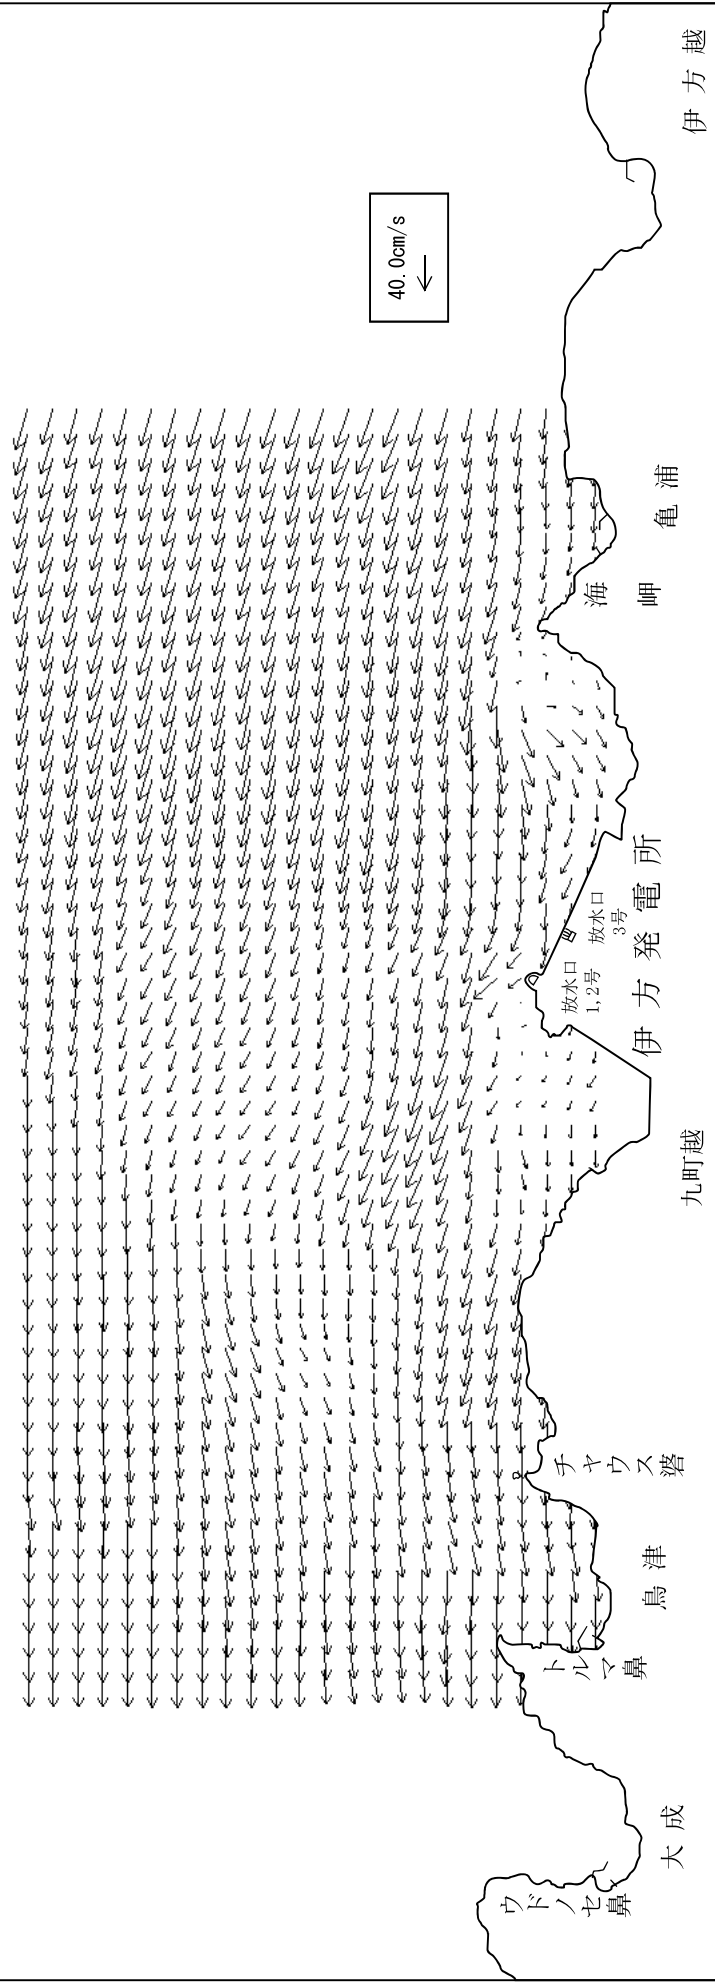 40.0cm/s
ウドノセ鼻
大成
トルマ鼻
鳥津
チャウス碆
九町越
放水口
1,2号
放水口
3号
伊方発電所
海岬
亀浦
伊方越